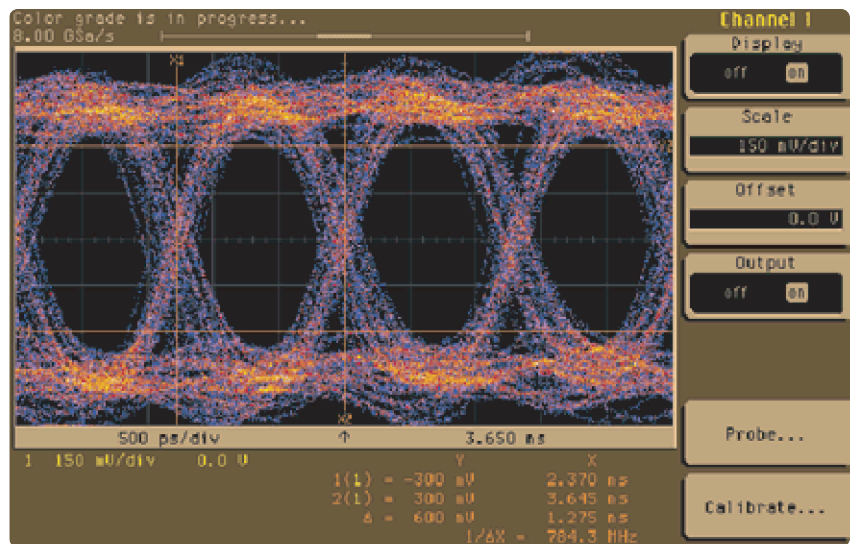 Color grade is in progress...
8.00 GSa/s
Channel 1
Display
off on
Scale
150 mV/div
Offset
0.0 V
Output
off on
Probe...
Calibrate...
X1
X2
500 ps/div
3.650 ns
1 150 mV/div 0.0 V
Y X
1(1) = -300 mV 2.370 ns
2(1) = 300 mV 3.645 ns
Δ = 600 mV 1.275 ns
1/ΔX = 784.3 MHz